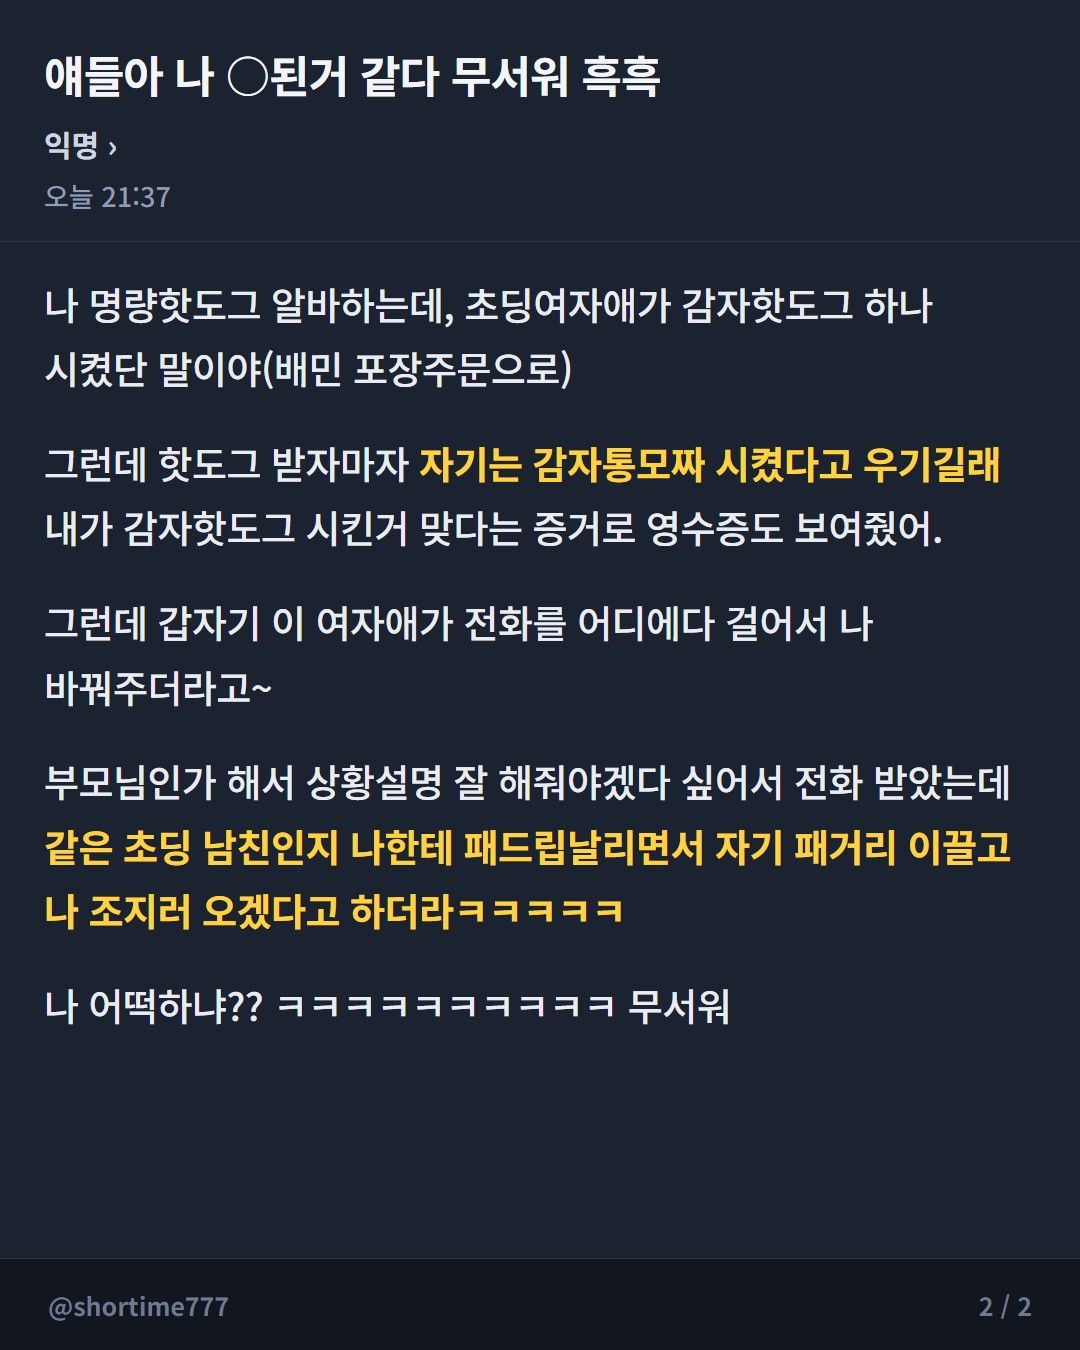 얘들아 나 ◯된거 같다 무서워 흑흑
익명 ›
오늘 21:37
나 명량핫도그 알바하는데, 초딩여자애가 감자핫도그 하나
시켰단 말이야(배민 포장주문으로)
그런데 핫도그 받자마자 자기는 감자통모짜 시켰다고 우기길래
내가 감자핫도그 시킨거 맞다는 증거로 영수증도 보여줬어.
그런데 갑자기 이 여자애가 전화를 어디에다 걸어서 나
바꿔주더라고~
부모님인가 해서 상황설명 잘 해줘야겠다 싶어서 전화 받았는데
같은 초딩 남친인지 나한테 패드립날리면서 자기 패거리 이끌고
나 조지러 오겠다고 하더라ㅋㅋㅋㅋㅋ
나 어떡하냐?? ㅋㅋㅋㅋㅋㅋㅋㅋㅋㅋ 무서워
@shortime777
2 / 2